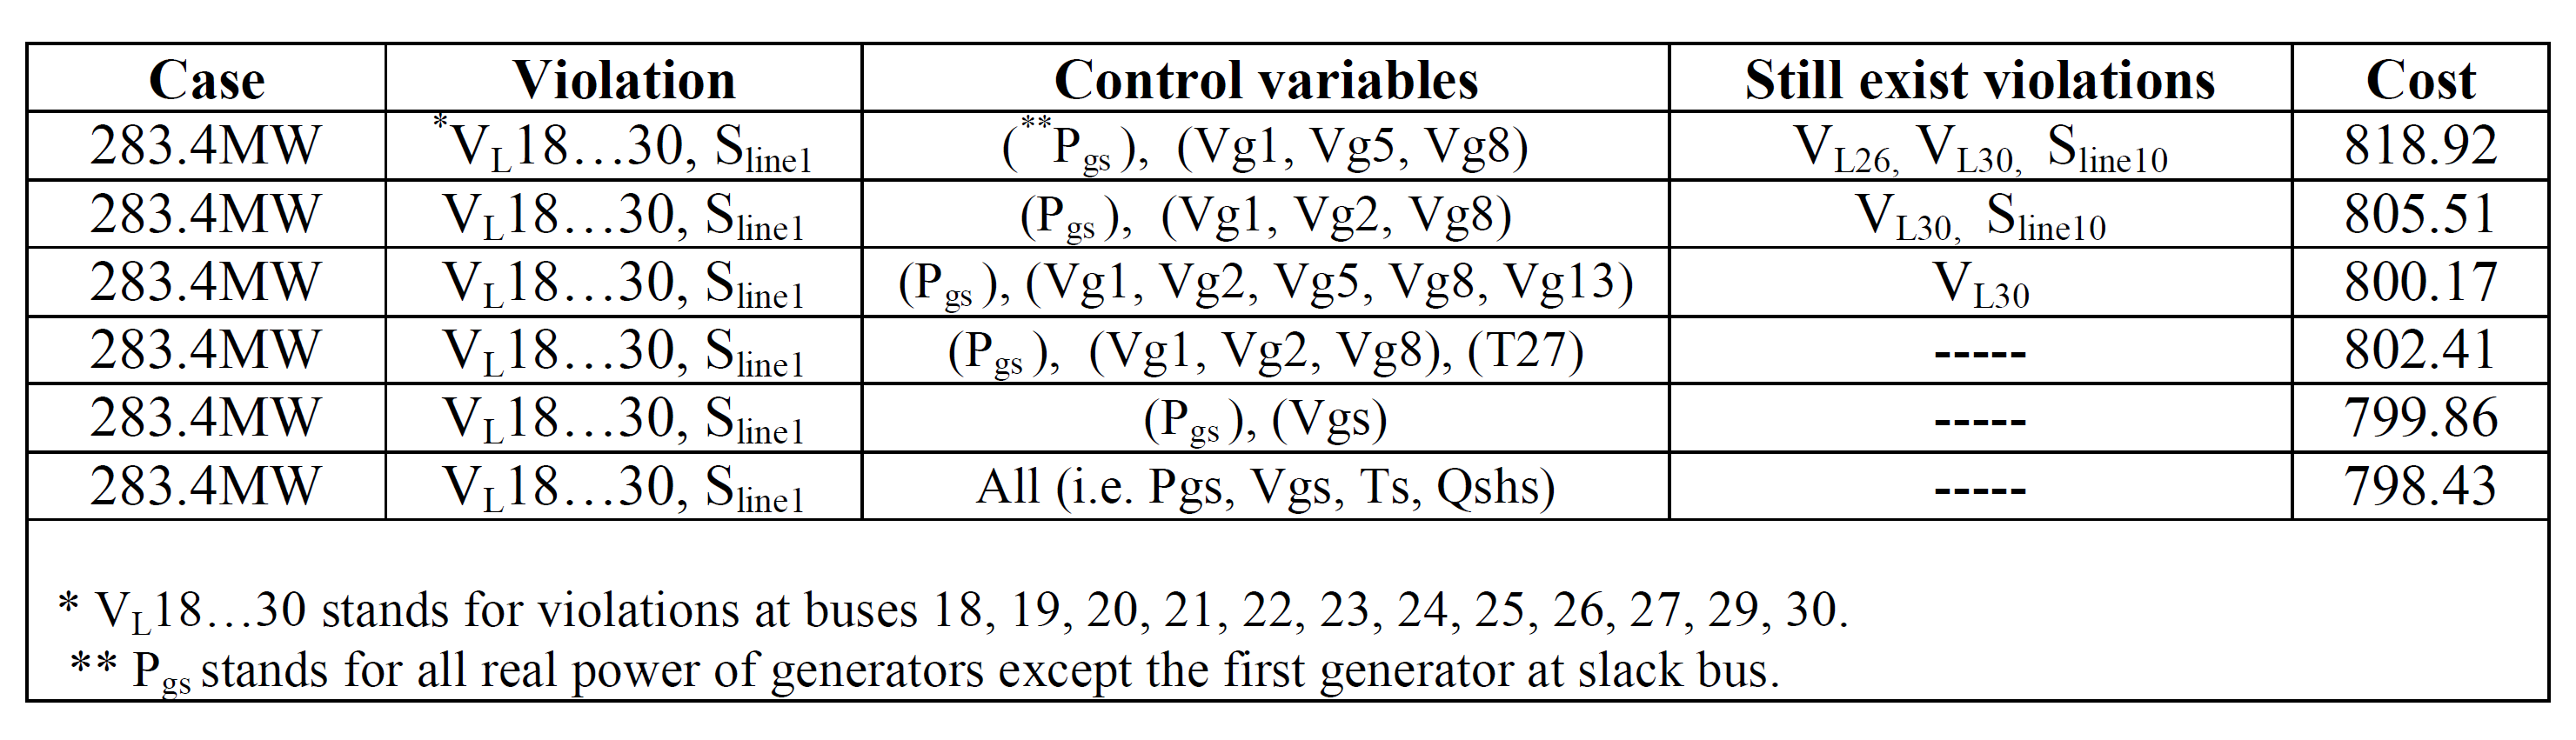 Case Violation Control variables Still exist violations Cost
283.4MW *VL18…30, Sline1 (**Pgs ), (Vg1, Vg5, Vg8) VL26, VL30, Sline10 818.92
283.4MW VL18…30, Sline1 (Pgs ), (Vg1, Vg2, Vg8) VL30, Sline10 805.51
283.4MW VL18…30, Sline1 (Pgs ), (Vg1, Vg2, Vg5, Vg8, Vg13) VL30 800.17
283.4MW VL18…30, Sline1 (Pgs ), (Vg1, Vg2, Vg8), (T27) ----- 802.41
283.4MW VL18…30, Sline1 (Pgs ), (Vgs) ----- 799.86
283.4MW VL18…30, Sline1 All (i.e. Pgs, Vgs, Ts, Qshs) ----- 798.43
* VL18…30 stands for violations at buses 18, 19, 20, 21, 22, 23, 24, 25, 26, 27, 29, 30.
** Pgs stands for all real power of generators except the first generator at slack bus.